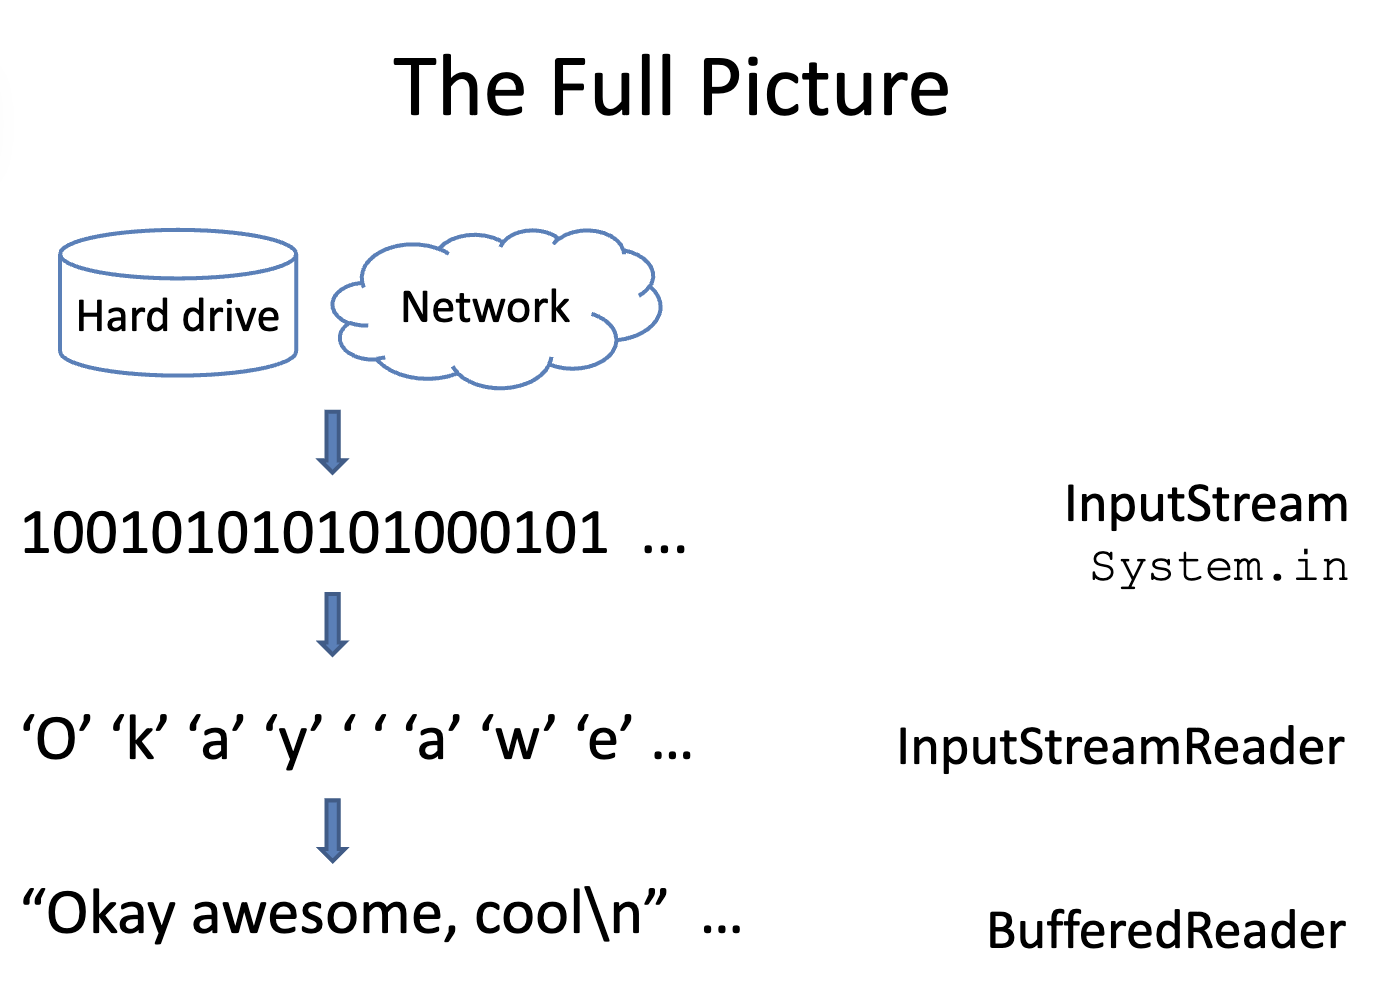 The Full Picture
Hard drive
Network
100101010101000101 ...
InputStream
System.in
‘O’ ‘k’ ‘a’ ‘y’ ‘ ‘ ‘a’ ‘w’ ‘e’ ...
InputStreamReader
“Okay awesome, cool\n” ...
BufferedReader